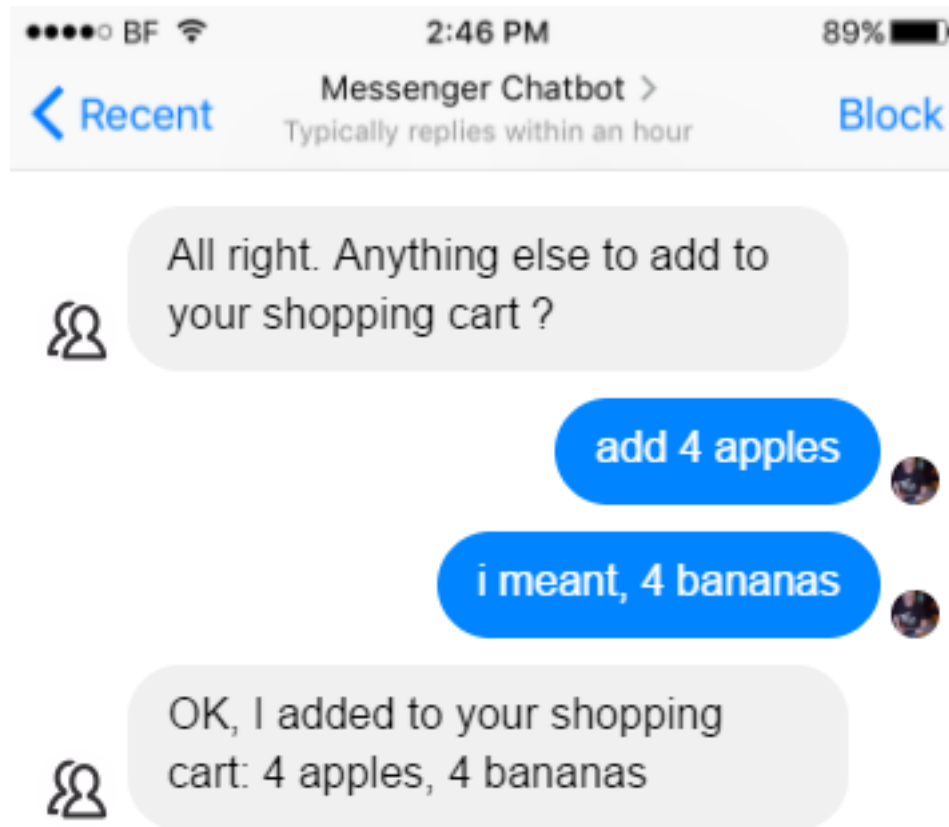 BF 2:46 PM 89%
Recent Messenger Chatbot > Block
Typically replies within an hour
All right. Anything else to add to
your shopping cart ?
add 4 apples
i meant, 4 bananas
OK, I added to your shopping
cart: 4 apples, 4 bananas